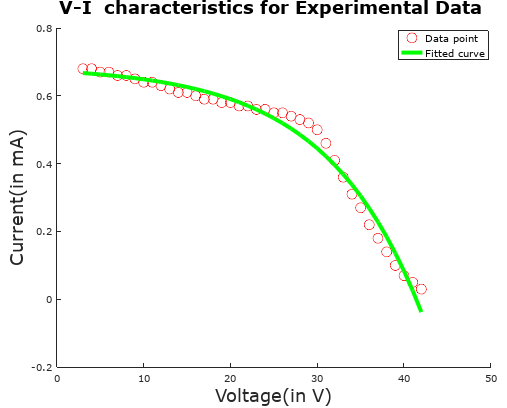 V-I characteristics for Experimental Data
Data point
Fitted curve
0.8
0.6
0.4
0.2
0
-0.2
Current(in mA)
0
10
20
30
40
50
Voltage(in V)